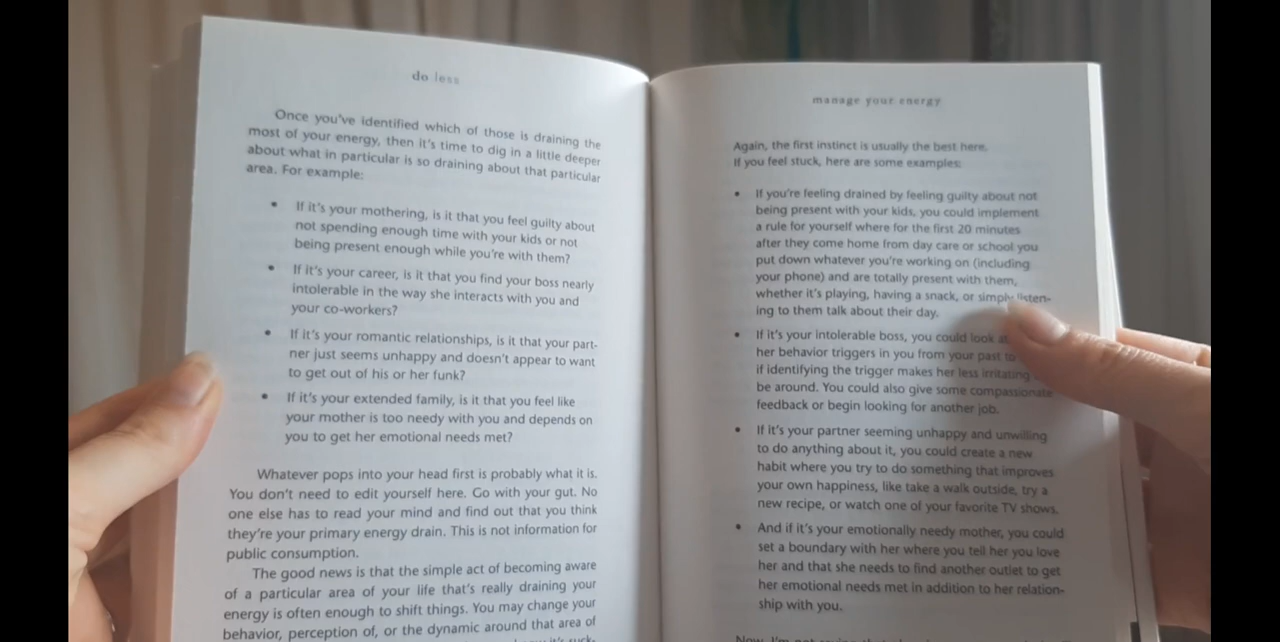 do less
Once you've identified which of those is draining the
most of your energy, then it's time to dig in a little deeper
about what in particular is so draining about that particular
area. For example:
• If it's your mothering, is it that you feel guilty about
not spending enough time with your kids or not
being present enough while you're with them?
• If it's your career, is it that you find your boss nearly
intolerable in the way she interacts with you and
your co-workers?
• If it's your romantic relationships, is it that your part-
ner just seems unhappy and doesn't appear to want
to get out of his or her funk?
• If it's your extended family, is it that you feel like
your mother is too needy with you and depends on
you to get her emotional needs met?
Whatever pops into your head first is probably what it is.
You don't need to edit yourself here. Go with your gut. No
one else has to read your mind and find out that you think
they're your primary energy drain. This is not information for
public consumption.
The good news is that the simple act of becoming aware
of a particular area of your life that's really draining your
energy is often enough to shift things. You may change your
behavior, perception of, or the dynamic around that area of
manage your energy
Again, the first instinct is usually the best here.
If you feel stuck, here are some examples:
• If you're feeling drained by feeling guilty about not
being present with your kids, you could implement
a rule for yourself where for the first 20 minutes
after they come home from day care or school you
put down whatever you're working on (including
your phone) and are totally present with them,
whether it's playing, having a snack, or simply listen-
ing to them talk about their day.
• If it's your intolerable boss, you could look
her behavior triggers in you from your past to
if identifying the trigger makes her less irritating
be around. You could also give some compassionate
feedback or begin looking for another job.
• If it's your partner seeming unhappy and unwilling
to do anything about it, you could create a new
habit where you try to do something that improves
your own happiness, like take a walk outside, try a
new recipe, or watch one of your favorite TV shows.
• And if it's your emotionally needy mother, you could
set a boundary with her where you tell her you love
her and that she needs to find another outlet to get
her emotional needs met in addition to her relation-
ship with you.